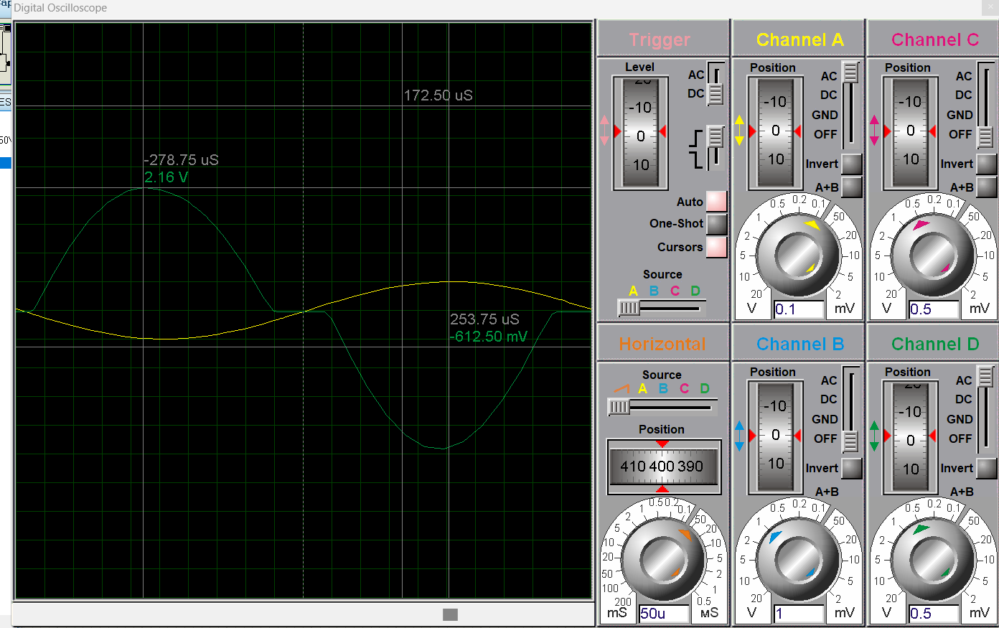 Digital Oscilloscope
172.50 uS
-278.75 uS
2.16 V
253.75 uS
-612.50 mV
Trigger
Level
-10
0
10
AC
DC
Auto
One-Shot
Cursors
Source
A B C D
Channel A
Position
-10
0
10
AC
DC
GND
OFF
Invert
A+B
20 10 5 2 1 0.5 0.2 0.1 50 20 10 5 2
V
0.1
mV
Channel C
Position
-10
0
10
AC
DC
GND
OFF
Invert
A+B
20 10 5 2 1 0.5 0.2 0.1 50 20 10 5 2
V
0.5
mV
Horizontal
Source
A B C D
Position
410 400 390
200 100 50 20 10 5 2 1 0.5 0.2 0.1 50 20 10 5 2 1 0.5
mS
50u
мS
Channel B
Position
-10
0
10
AC
DC
GND
OFF
Invert
A+B
20 10 5 2 1 0.5 0.2 0.1 50 20 10 5 2
V
1
mV
Channel D
Position
-10
0
10
AC
DC
GND
OFF
Invert
A+B
20 10 5 2 1 0.5 0.2 0.1 50 20 10 5 2
V
0.5
mV